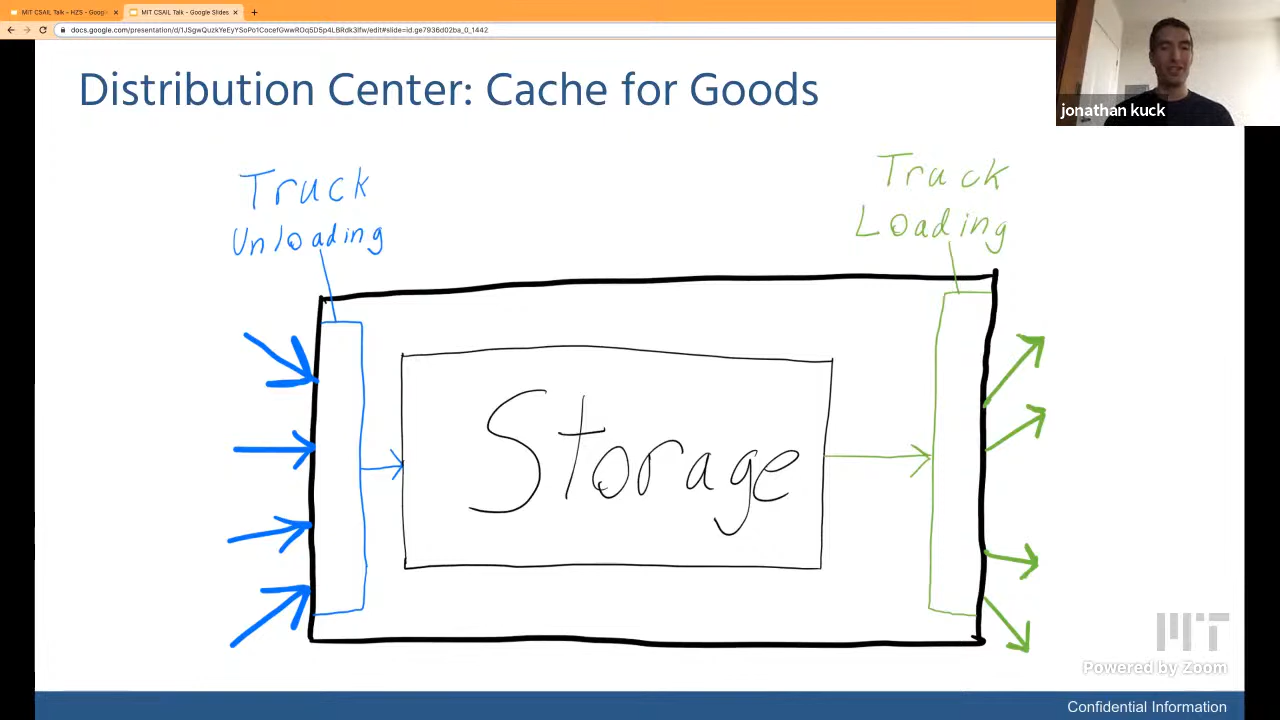 MIT CSAIL Talk – HZS - Goog
MIT CSAIL Talk - Google Slides
Distribution Center: Cache for Goods
jonathan kuck
Truck
Unloading
Truck
Loading
Storage
MIT
Powered by Zoom
Confidential Information